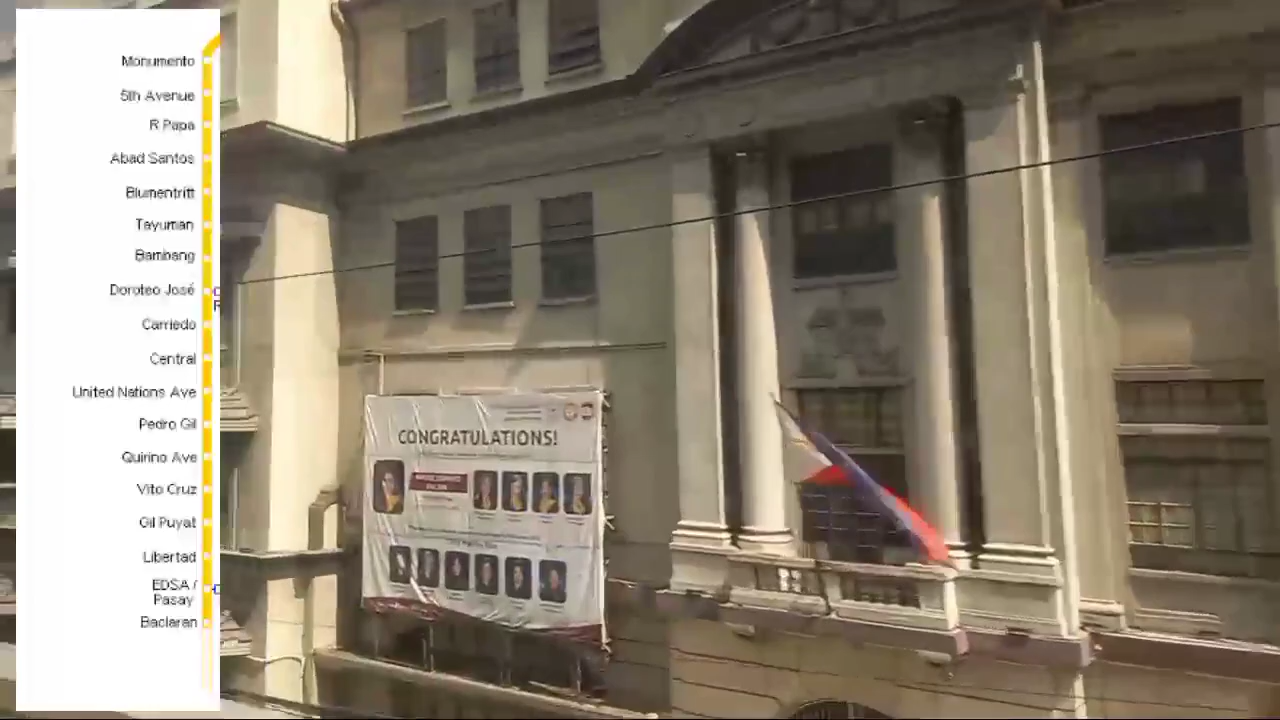 Monumento
5th Avenue
R Papa
Abad Santos
Blumentritt
Tayuman
Bambang
Doroteo José
Carriedo
Central
United Nations Ave
Pedro Gil
Quirino Ave
Vito Cruz
Gil Puyat
Libertad
EDSA /
Pasay
Baclaran
CONGRATULATIONS!